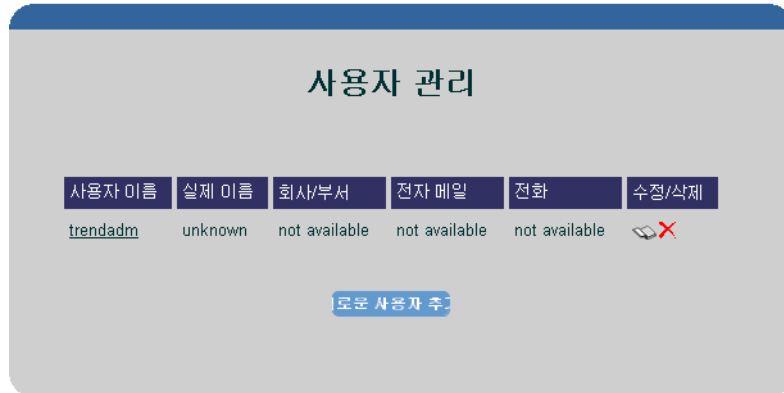 사용자 관리
사용자 이름 실제 이름 회사/부서 전자 메일 전화 수정/삭제
trendadm unknown not available not available not available
로운 사용자 추